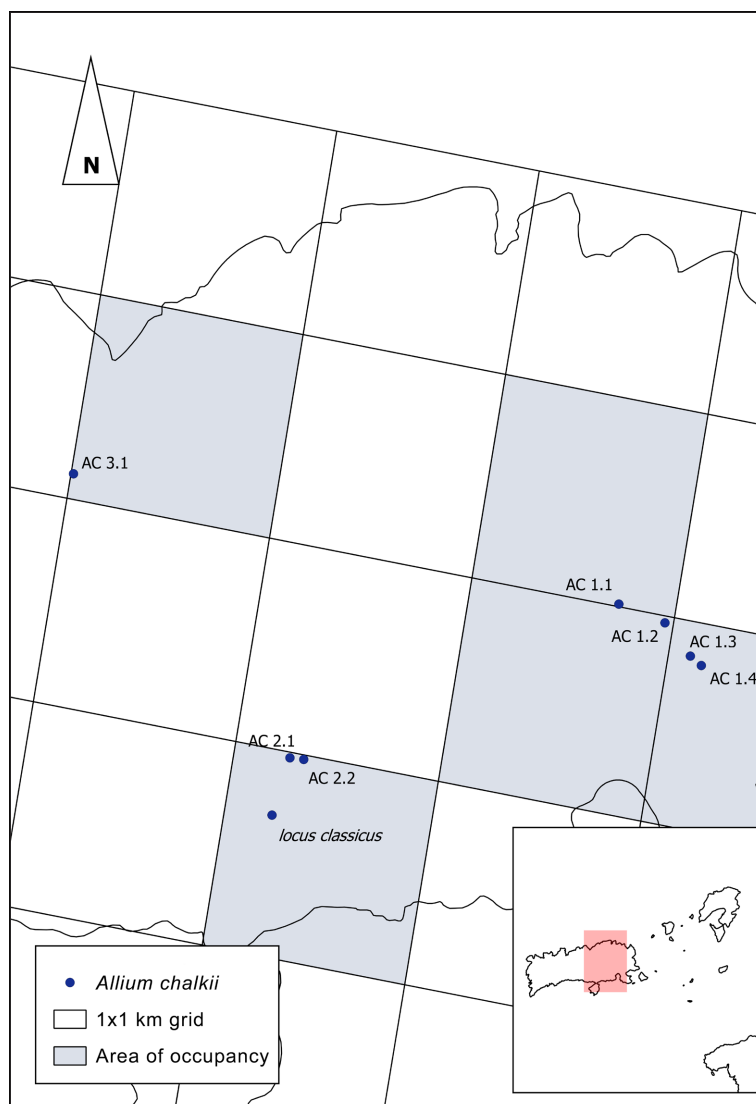 N
AC 3.1
AC 1.1
AC 1.2
AC 1.3
AC 1.4
AC 2.1
AC 2.2
locus classicus
Allium chalkii
1x1 km grid
Area of occupancy